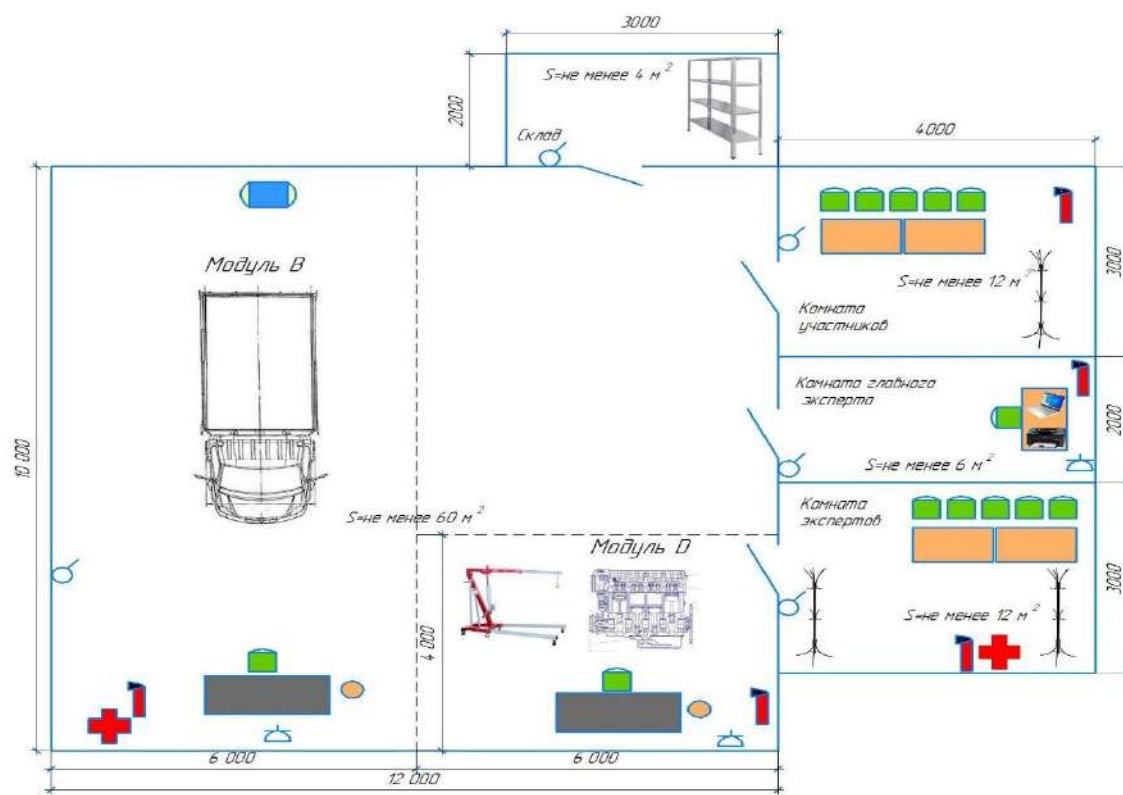 3000
S=не менее 4 м²
2000
Склад
4000
Модуль В
S=не менее 12 м²
3000
Комната
участников
Комната главного
эксперта
2000
S=не менее 6 м²
10 000
S=не менее 60 м²
Комната
экспертов
Модуль D
4 000
S=не менее 12 м²
3000
6 000
6 000
12 000